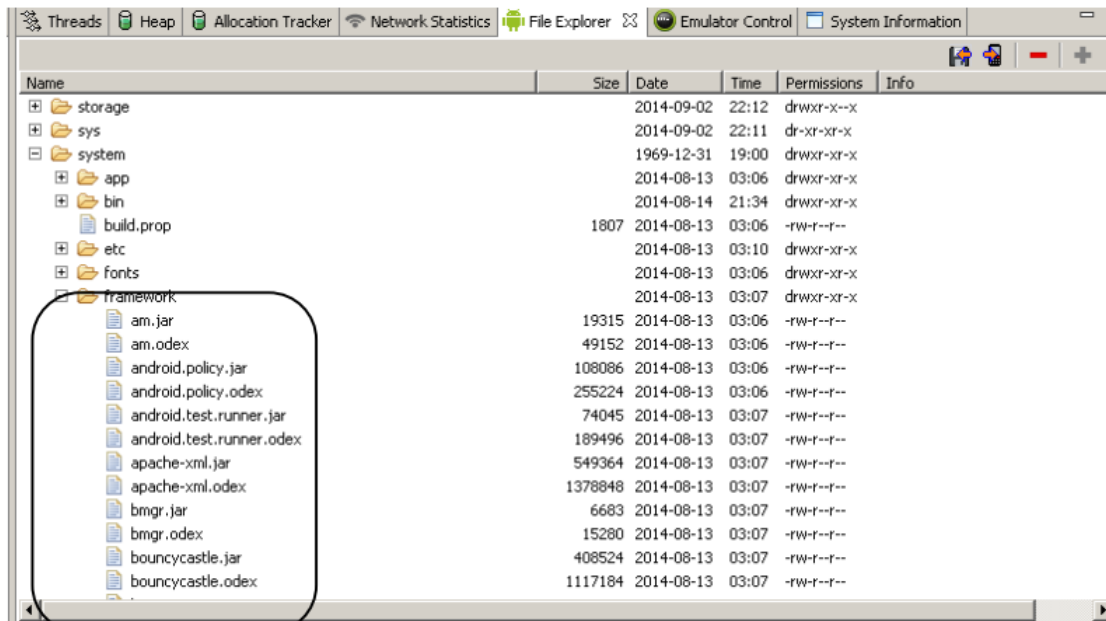 Threads Heap Allocation Tracker Network Statistics File Explorer Emulator Control System Information
Name Size Date Time Permissions Info
storage 2014-09-02 22:12 drwxr-x--x
sys 2014-09-02 22:11 dr-xr-xr-x
system 1969-12-31 19:00 drwxr-xr-x
app 2014-08-13 03:06 drwxr-xr-x
bin 2014-08-14 21:34 drwxr-xr-x
build.prop 1807 2014-08-13 03:06 -rw-r--r--
etc 2014-08-13 03:10 drwxr-xr-x
fonts 2014-08-13 03:06 drwxr-xr-x
framework 2014-08-13 03:07 drwxr-xr-x
am.jar 19315 2014-08-13 03:06 -rw-r--r--
am.odex 49152 2014-08-13 03:06 -rw-r--r--
android.policy.jar 108086 2014-08-13 03:06 -rw-r--r--
android.policy.odex 255224 2014-08-13 03:06 -rw-r--r--
android.test.runner.jar 74045 2014-08-13 03:07 -rw-r--r--
android.test.runner.odex 189496 2014-08-13 03:07 -rw-r--r--
apache-xml.jar 549364 2014-08-13 03:07 -rw-r--r--
apache-xml.odex 1378848 2014-08-13 03:07 -rw-r--r--
bmgr.jar 6683 2014-08-13 03:07 -rw-r--r--
bmgr.odex 15280 2014-08-13 03:07 -rw-r--r--
bouncycastle.jar 408524 2014-08-13 03:07 -rw-r--r--
bouncycastle.odex 1117184 2014-08-13 03:07 -rw-r--r--